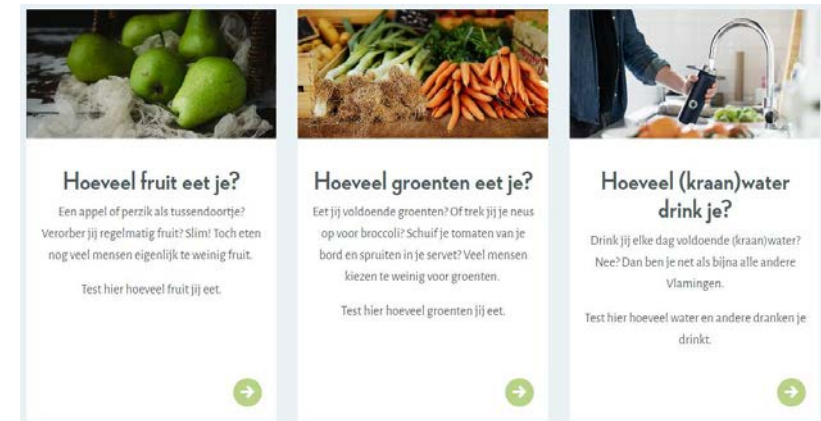 Hoeveel fruit eet je?
Een appel of perzik als tussendoortje?
Verorber jij regelmatig fruit? Slim! Toch eten
nog veel mensen eigenlijk te weinig fruit.
Test hier hoeveel fruit jij eet.
Hoeveel groenten eet je?
Eet jij voldoende groenten? Of trek jij je neus
op voor broccoli? Schuif je tomaten van je
bord en spruiten in je servet? Veel mensen
kiezen te weinig voor groenten.
Test hier hoeveel groenten jij eet.
Hoeveel (kraan)water
drink je?
Drink jij elke dag voldoende (kraan)water?
Nee? Dan ben je net als bijna alle andere
Vlamingen.
Test hier hoeveel water en andere dranken je
drinkt.